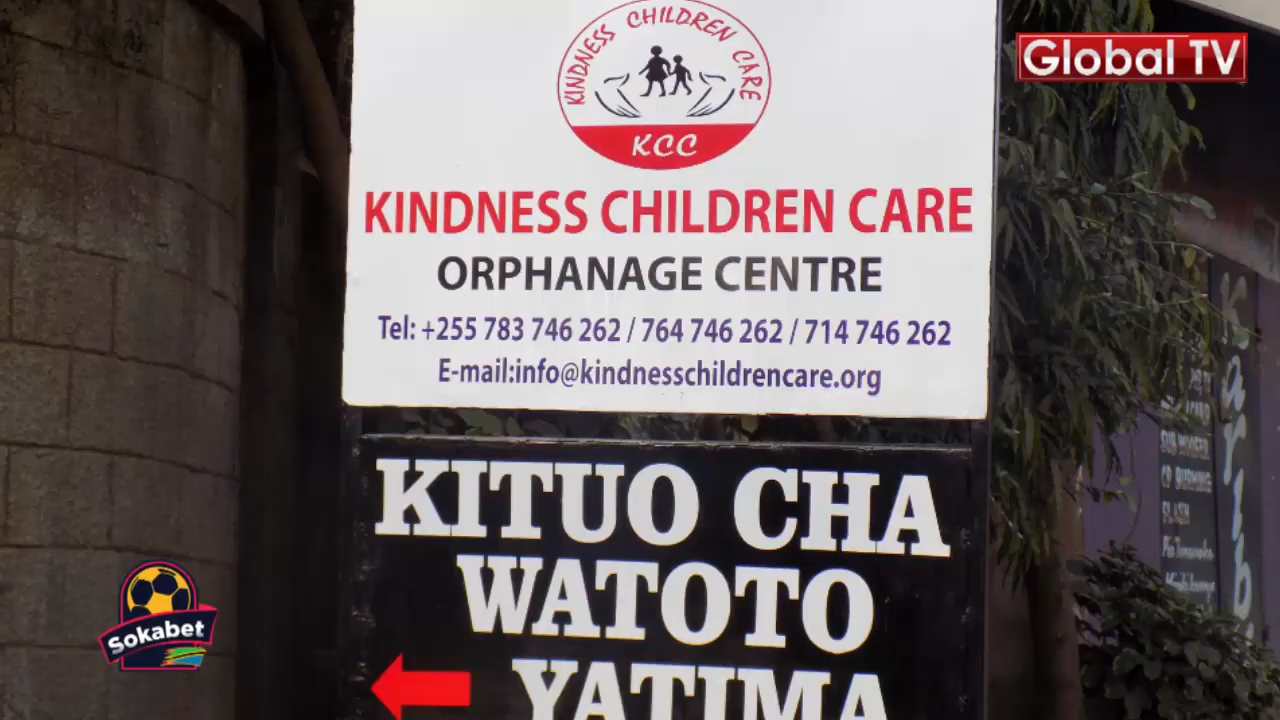 Global TV
KINDNESS CHILDREN CARE
KCC
KINDNESS CHILDREN CARE
ORPHANAGE CENTRE
Tel: +255 783 746 262 / 764 746 262 / 714 746 262
E-mail:info@kindnesschildrencare.org
KITUO CHA
WATOTO
YATIMA
Sokabet
FLASH